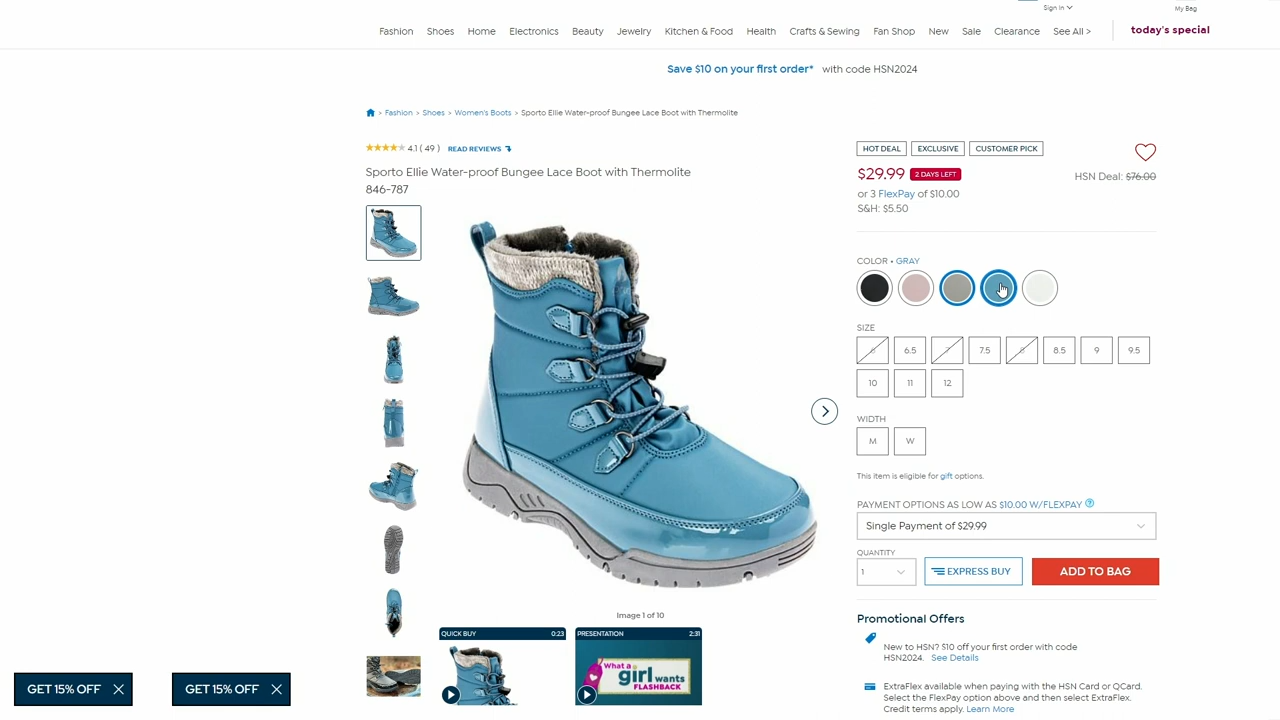 Sign In
My Bag
Fashion Shoes Home Electronics Beauty Jewelry Kitchen & Food Health Crafts & Sewing Fan Shop New Sale Clearance See All > today's special
Save $10 on your first order* with code HSN2024
> Fashion > Shoes > Women's Boots > Sporto Ellie Water-proof Bungee Lace Boot with Thermolite
4.1 ( 49 ) READ REVIEWS
Sporto Ellie Water-proof Bungee Lace Boot with Thermolite
846-787
HOT DEAL EXCLUSIVE CUSTOMER PICK
$29.99 2 DAYS LEFT HSN Deal: $76.00
or 3 FlexPay of $10.00
S&H: $5.50
COLOR • GRAY
SIZE
6 6.5 7 7.5 8 8.5 9 9.5
10 11 12
WIDTH
M W
This item is eligible for gift options.
PAYMENT OPTIONS AS LOW AS $10.00 W/FLEXPAY ?
Single Payment of $29.99
QUANTITY
1 EXPRESS BUY ADD TO BAG
Image 1 of 10
QUICK BUY 0:23
PRESENTATION 2:31
What a
girl wants
FLASHBACK
Promotional Offers
New to HSN? $10 off your first order with code
HSN2024. See Details
ExtraFlex available when paying with the HSN Card or QCard.
Select the FlexPay option above and then select ExtraFlex.
Credit terms apply. Learn More
GET 15% OFF
GET 15% OFF